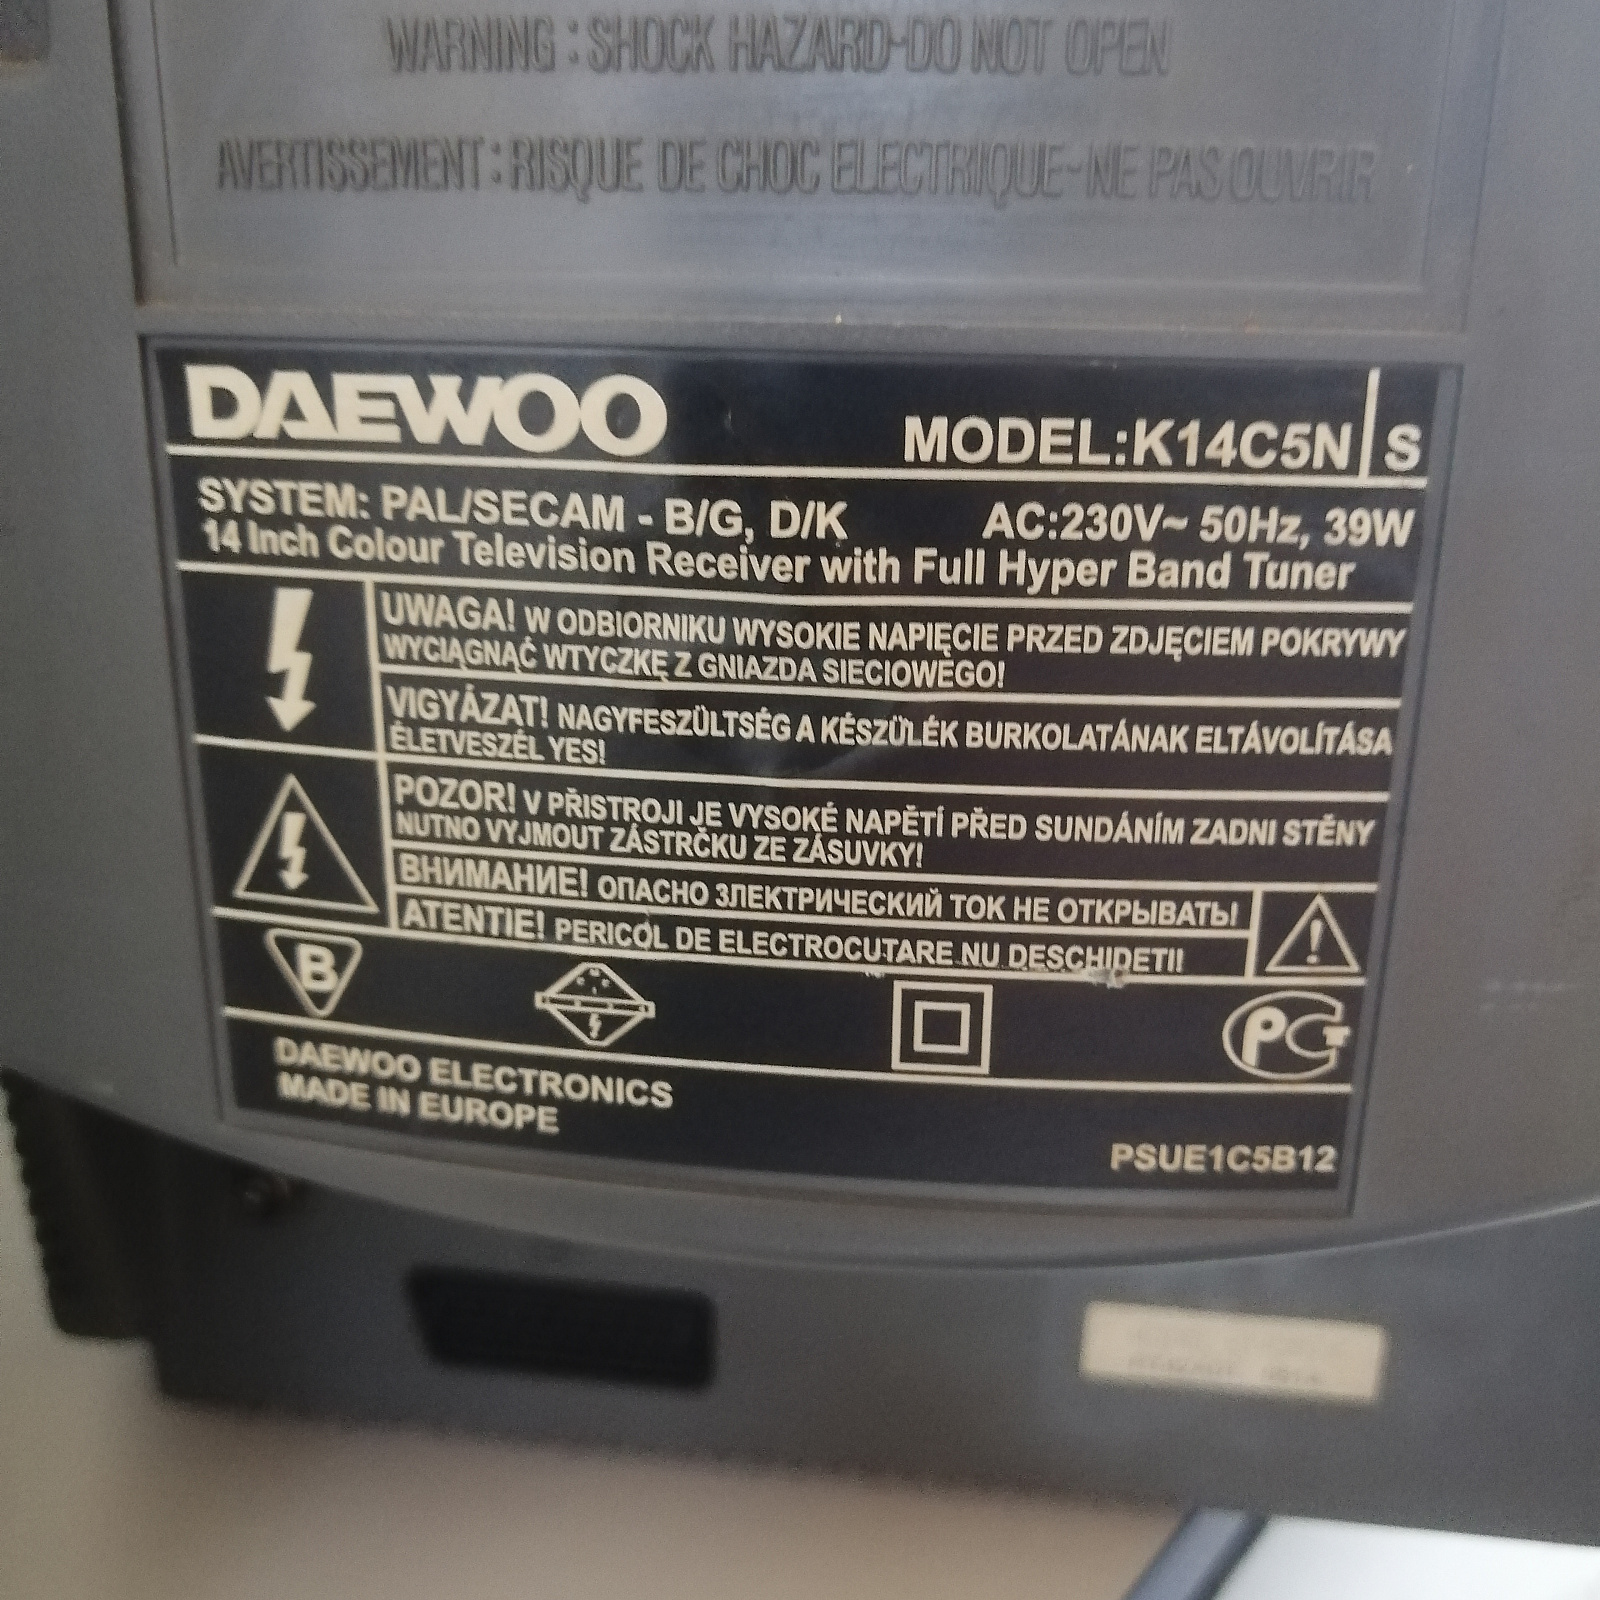 WARNING : SHOCK HAZARD-DO NOT OPEN
AVERTISSEMENT : RISQUE DE CHOC ELECTRIQUE-NE PAS OUVRIR
DAEWOO
MODEL:K14C5N S
SYSTEM: PAL/SECAM - B/G, D/K AC:230V~ 50Hz, 39W
14 Inch Colour Television Receiver with Full Hyper Band Tuner
UWAGA! W ODBIORNIKU WYSOKIE NAPIĘCIE PRZED ZDJĘCIEM POKRYWY
WYCIĄGNĄĆ WTYCZKĘ Z GNIAZDA SIECIOWEGO!
VIGYÁZAT! NAGYFESZÜLTSÉG A KÉSZÜLÉK BURKOLATÁNAK ELTÁVOLÍTÁSA
ÉLETVESZÉL YES!
POZOR! V PŘISTROJI JE VYSOKÉ NAPĚTÍ PŘED SUNDÁNÍM ZADNI STĚNY
NUTNO VYJMOUT ZÁSTRČKU ZE ZÁSUVKY!
ВНИМАНИЕ! ОПАСНО ЗЛЕКТРИЧЕСКИЙ ТОК НЕ ОТКРЫВАТЬ!
ATENTIE! PERICOL DE ELECTROCUTARE NU DESCHIDETI!
B
PCT
DAEWOO ELECTRONICS
MADE IN EUROPE
PSUE1C5B12